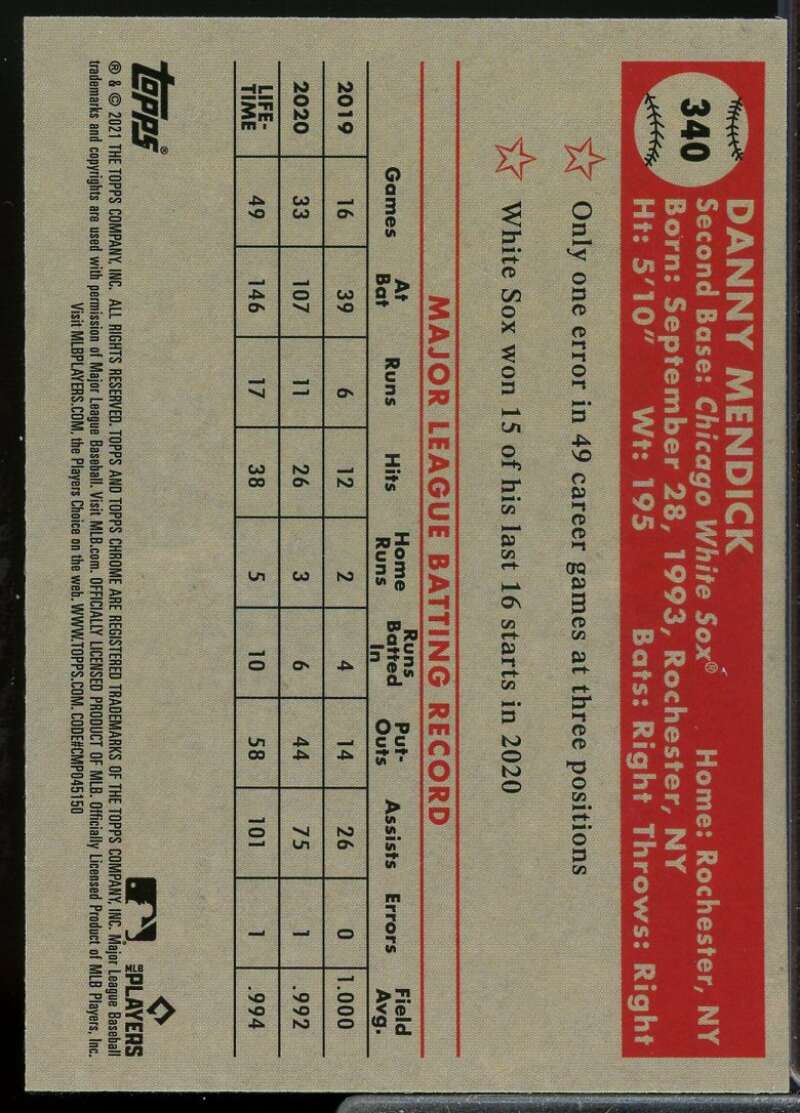 340
DANNY MENDICK
Second Base: Chicago White Sox® Home: Rochester, NY
Born: September 28, 1993, Rochester, NY
Ht: 5'10" Wt: 195 Bats: Right Throws: Right
Only one error in 49 career games at three positions
White Sox won 15 of his last 16 starts in 2020
MAJOR LEAGUE BATTING RECORD
Games At Bat Runs Hits Home Runs Runs Batted In Put-Outs Assists Errors Field Avg.
2019 16 39 6 12 2 4 14 26 0 1.000
2020 33 107 11 26 3 6 44 75 1 .992
LIFE-TIME 49 146 17 38 5 10 58 101 1 .994
topps®
MLB PLAYERS
® & © 2021 THE TOPPS COMPANY, INC. ALL RIGHTS RESERVED. TOPPS AND TOPPS CHROME ARE REGISTERED TRADEMARKS OF THE TOPPS COMPANY, INC. Major League Baseball
trademarks and copyrights are used with permission of Major League Baseball. Visit MLB.com. OFFICIALLY LICENSED PRODUCT OF MLB. Officially Licensed Product of MLB Players, Inc.
Visit MLBPLAYERS.COM, the Players Choice on the web. WWW.TOPPS.COM. CODE#CMP045150